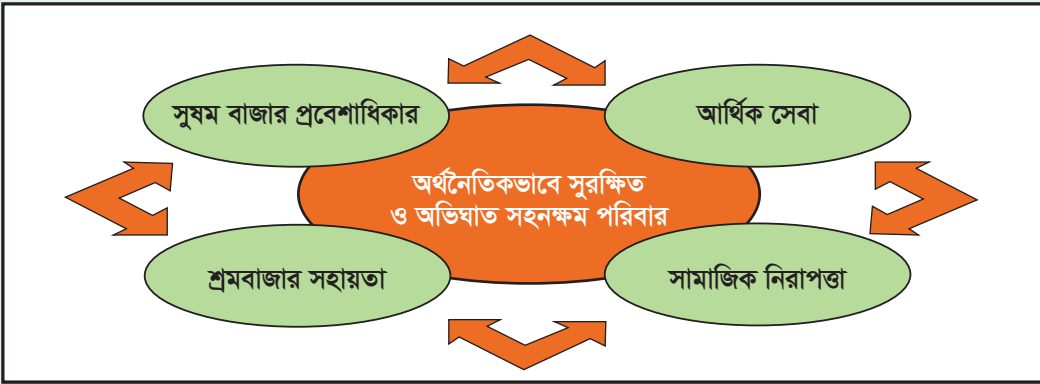 সুষম বাজার প্রবেশাধিকার
আর্থিক সেবা
অর্থনৈতিকভাবে সুরক্ষিত
ও অভিঘাত সহনক্ষম পরিবার
শ্রমবাজার সহায়তা
সামাজিক নিরাপত্তা